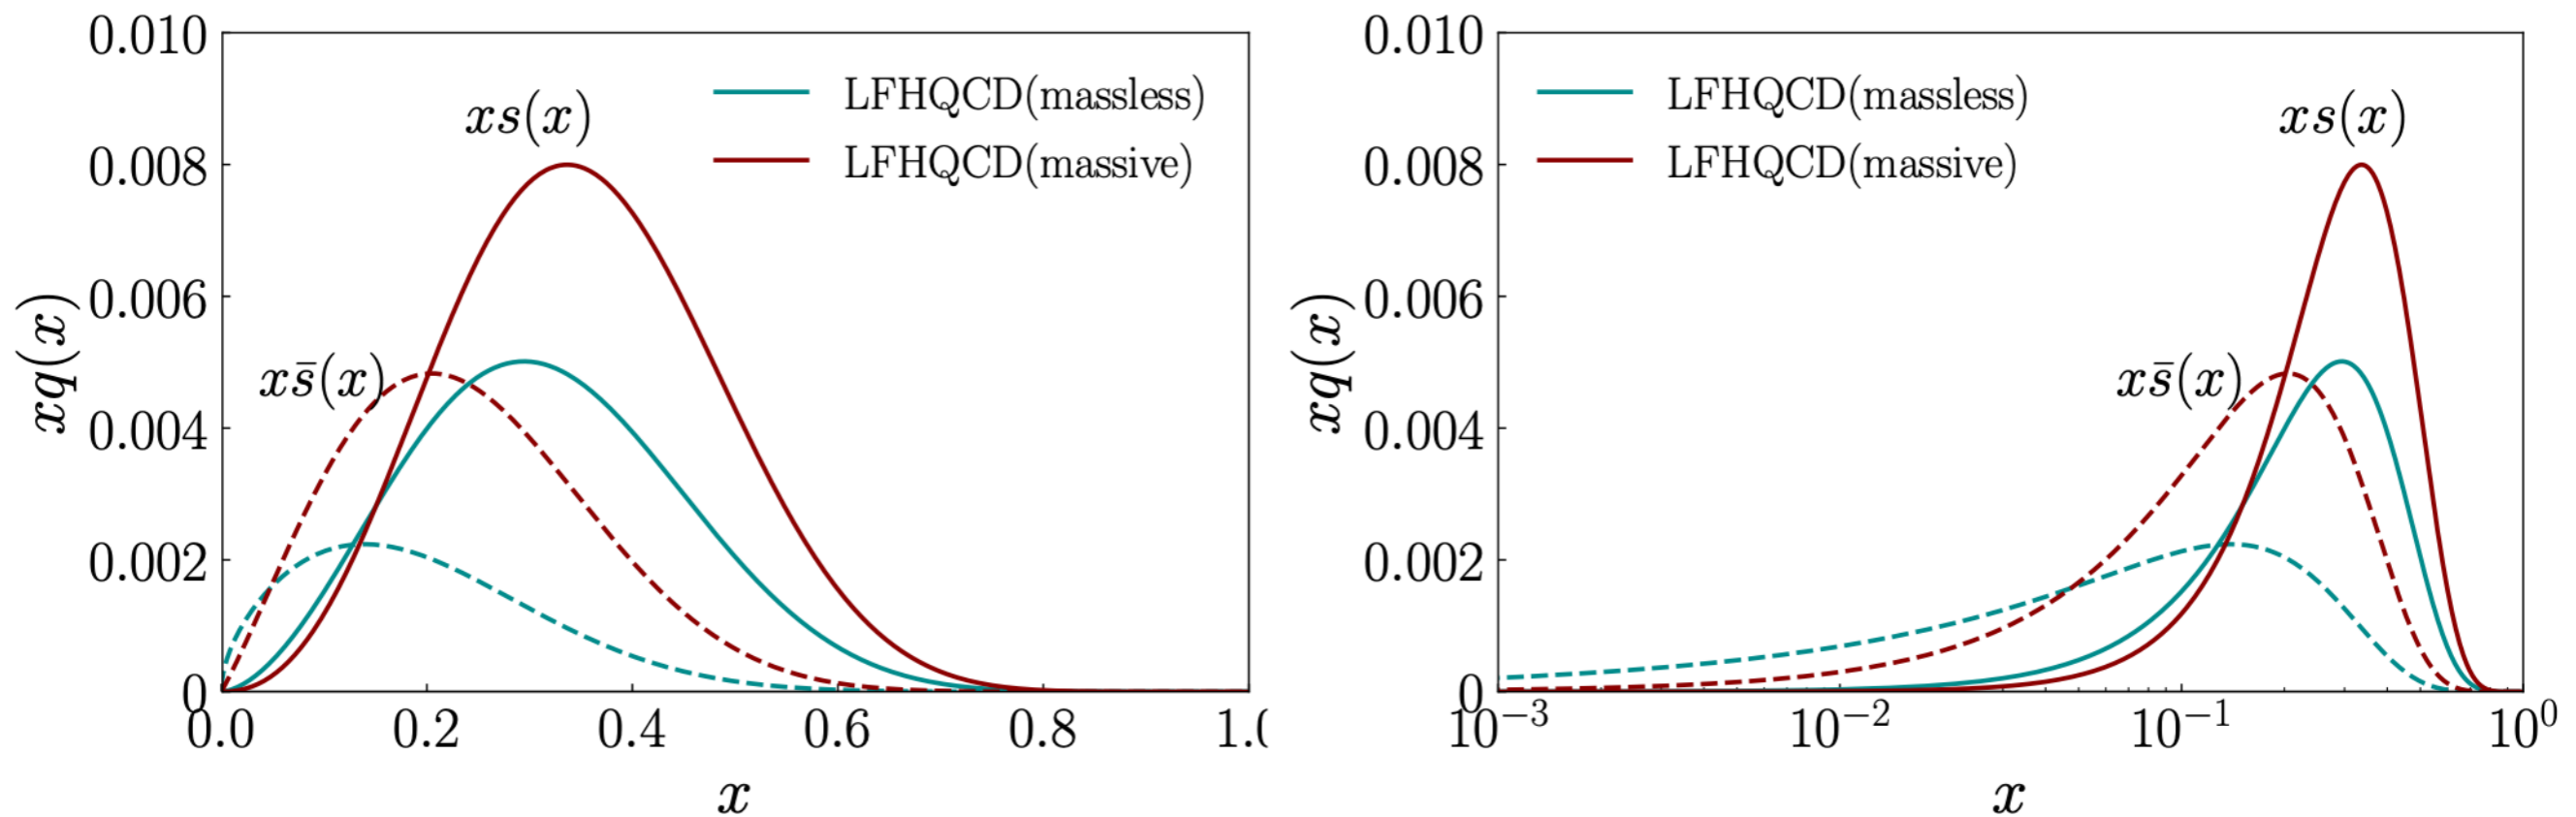 0.010
0.008
0.006
0.004
0.002
0
xq(x)
xs(x)
xs̄(x)
LFHQCD(massless)
LFHQCD(massive)
0.0 0.2 0.4 0.6 0.8 1.0
x
0.010
0.008
0.006
0.004
0.002
0
xq(x)
LFHQCD(massless)
LFHQCD(massive)
xs(x)
xs̄(x)
10⁻³ 10⁻² 10⁻¹ 10⁰
x